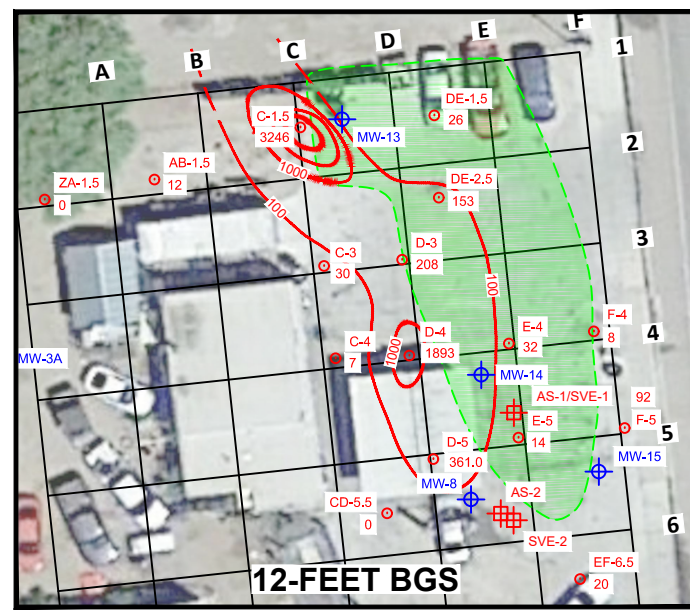 F
E
D
C
B
A
1
C-1.5
3246
MW-13
DE-1.5
26
2
1000
AB-1.5
12
ZA-1.5
0
DE-2.5
153
100
3
C-3
30
D-3
208
100
E-4
32
F-4
8
4
C-4
7
1000
D-4
1893
MW-3A
MW-14
AS-1/SVE-1
92
F-5
E-5
14
5
D-5
361.0
MW-15
MW-8
AS-2
CD-5.5
0
SVE-2
6
12-FEET BGS
EF-6.5
20